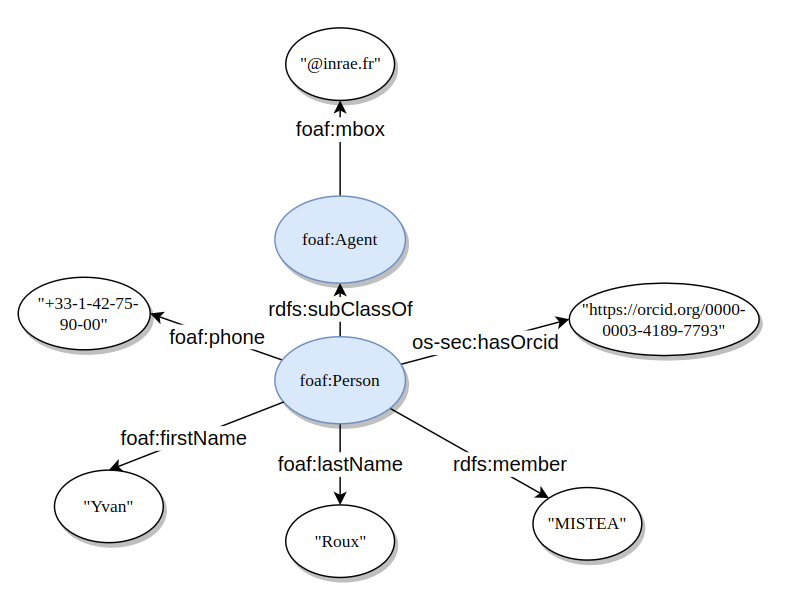 "@inrae.fr"
foaf:mbox
foaf:Agent
"+33-1-42-75-
90-00"
rdfs:subClassOf
"https://orcid.org/0000-
0003-4189-7793"
foaf:phone
os-sec:hasOrcid
foaf:Person
foaf:firstName
foaf:lastName
rdfs:member
"Yvan"
"Roux"
"MISTEA"